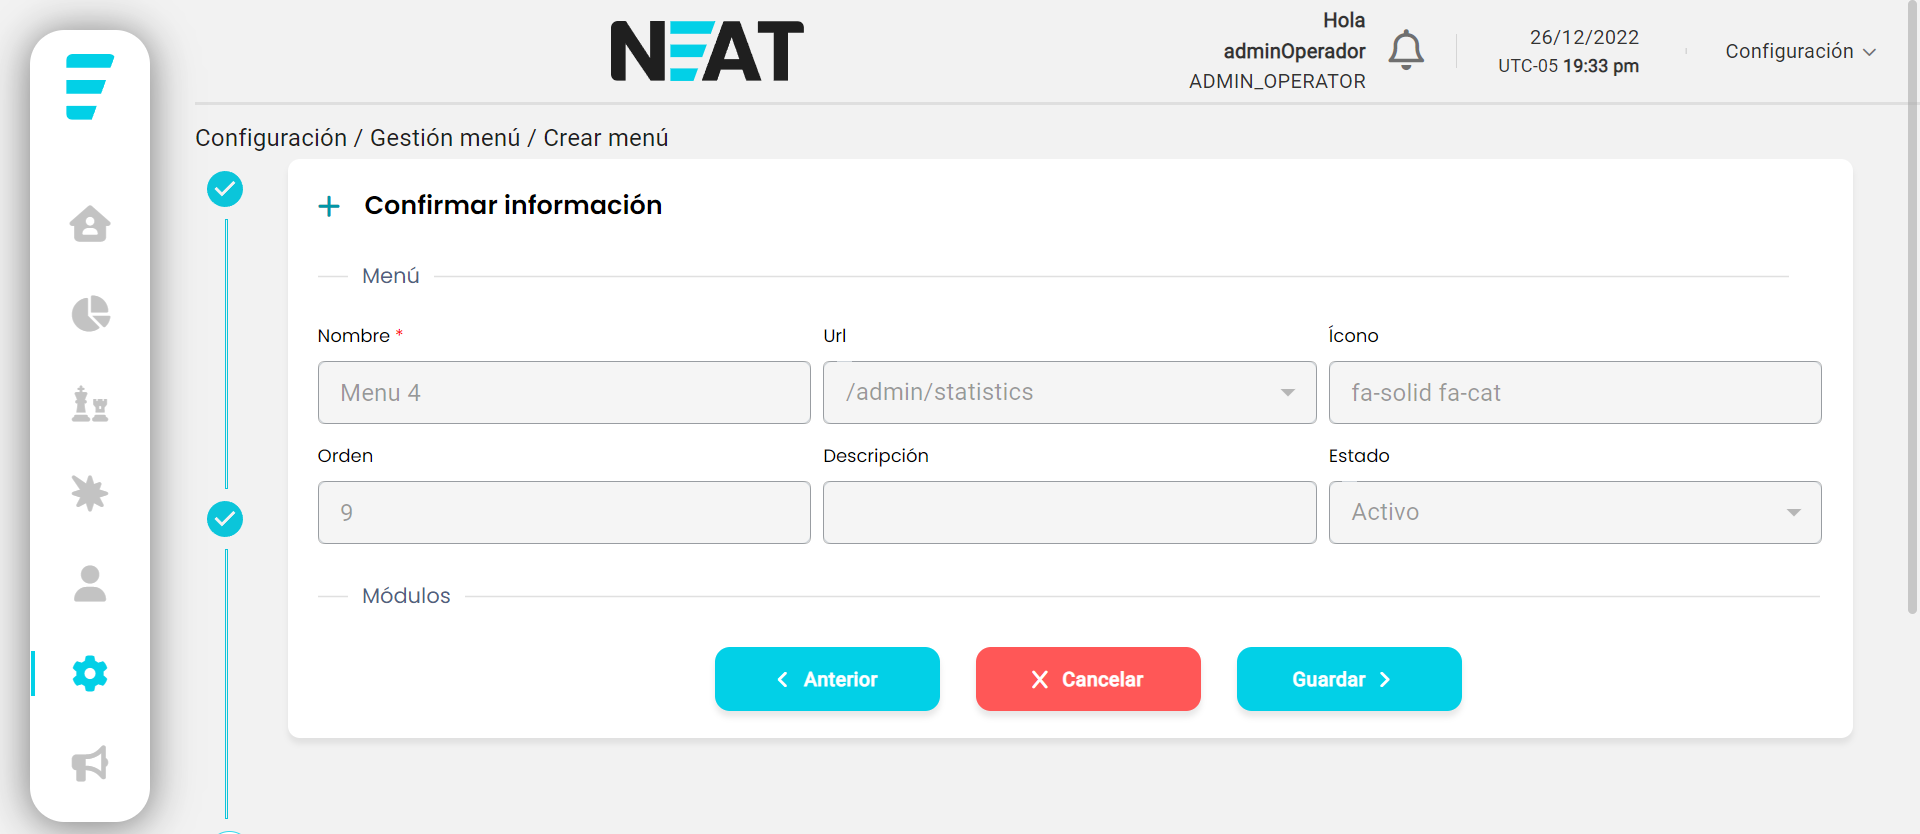 NEAT
Hola
adminOperador
ADMIN_OPERATOR
26/12/2022
UTC-05 19:33 pm
Configuración
Configuración / Gestión menú / Crear menú
Confirmar información
Menú
Nombre * Url Ícono
Menu 4 /admin/statistics fa-solid fa-cat
Orden Descripción Estado
9 Activo
Módulos
Anterior Cancelar Guardar